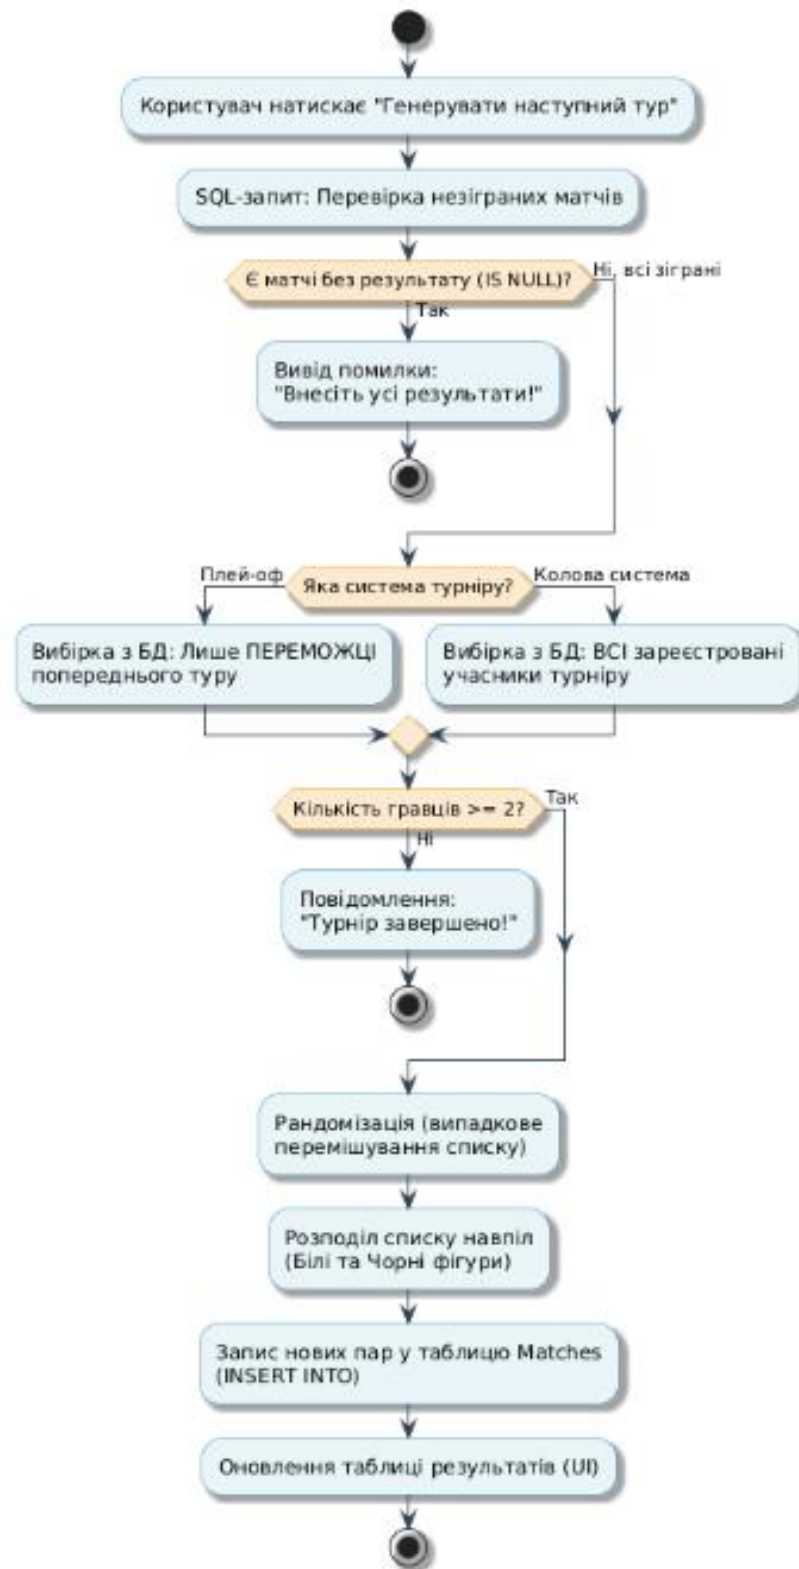 Користувач натискає "Генерувати наступний тур"
SQL-запит: Перевірка незіграних матчів
Є матчі без результату (IS NULL)?
Ні, всі зіграні
Так
Вивід помилки:
"Внесіть усі результати!"
Плей-оф
Яка система турніру?
Колова система
Вибірка з БД: Лише ПЕРЕМОЖЦІ
попереднього туру
Вибірка з БД: ВСІ зареєстровані
учасники турніру
Кількість гравців >= 2?
Так
Ні
Повідомлення:
"Турнір завершено!"
Рандомізація (випадкове
перемішування списку)
Розподіл списку навпіл
(Білі та Чорні фігури)
Запис нових пар у таблицю Matches
(INSERT INTO)
Оновлення таблиці результатів (UI)